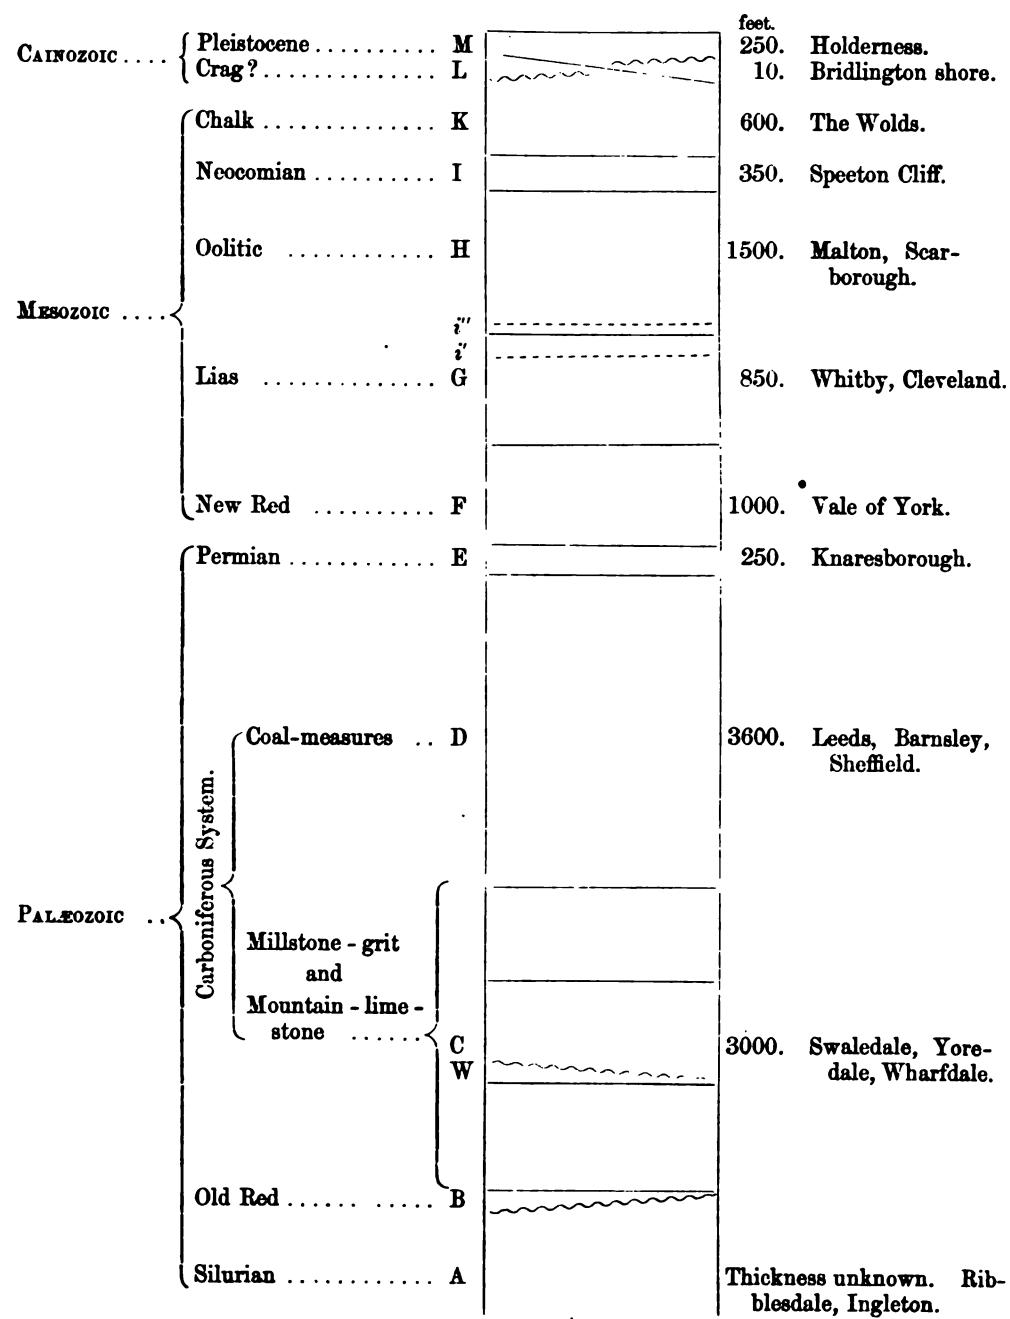 feet.
CAINOZOIC .... Pleistocene .......... M 250. Holderness.
Crag? .............. L 10. Bridlington shore.
Chalk .............. K 600. The Wolds.
Neocomian .......... I 350. Speeton Cliff.
Oolitic ............ H 1500. Malton, Scar-
borough.
MESOZOIC ....
i''
i'
Lias ............ G 850. Whitby, Cleveland.
New Red .......... F 1000. Vale of York.
Permian ............ E 250. Knaresborough.
Carboniferous System.
Coal-measures .. D 3600. Leeds, Barnsley,
Sheffield.
PALÆOZOIC ..
Millstone-grit
and
Mountain-lime-
stone ...... C 3000. Swaledale, Yore-
W dale, Wharfdale.
Old Red ...... ..... B
Silurian ............ A Thickness unknown. Rib-
blesdale, Ingleton.